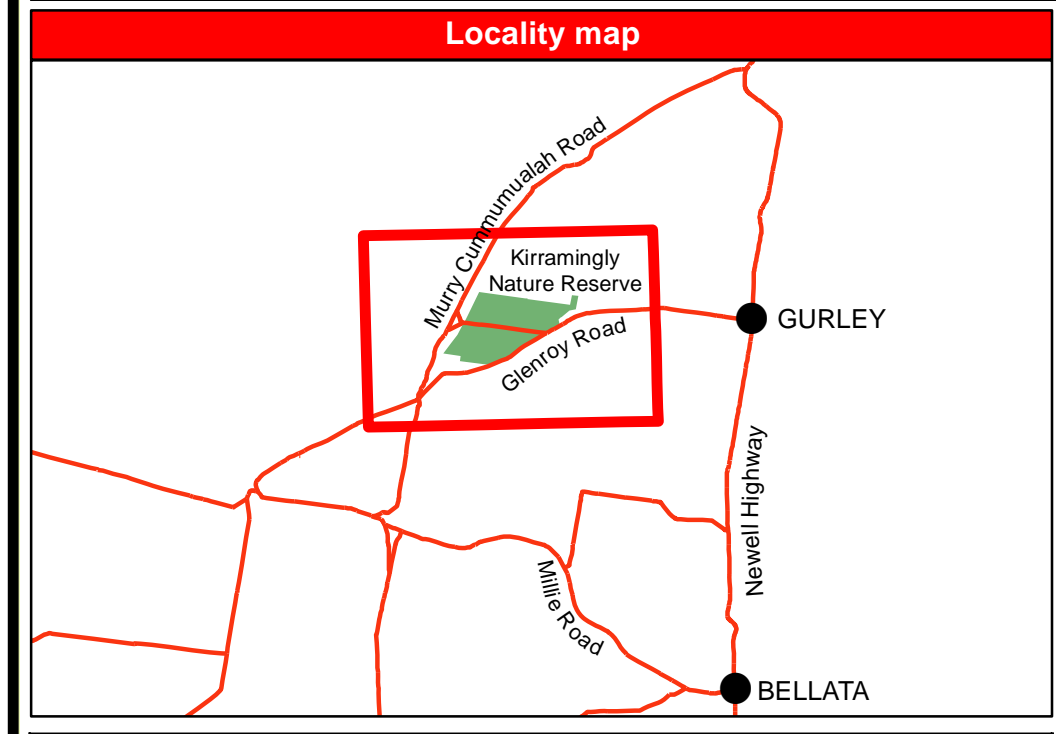 Locality map
Murry Cummumualah Road
Kirramingly
Nature Reserve
GURLEY
Glenroy Road
Newell Highway
Millie Road
BELLATA